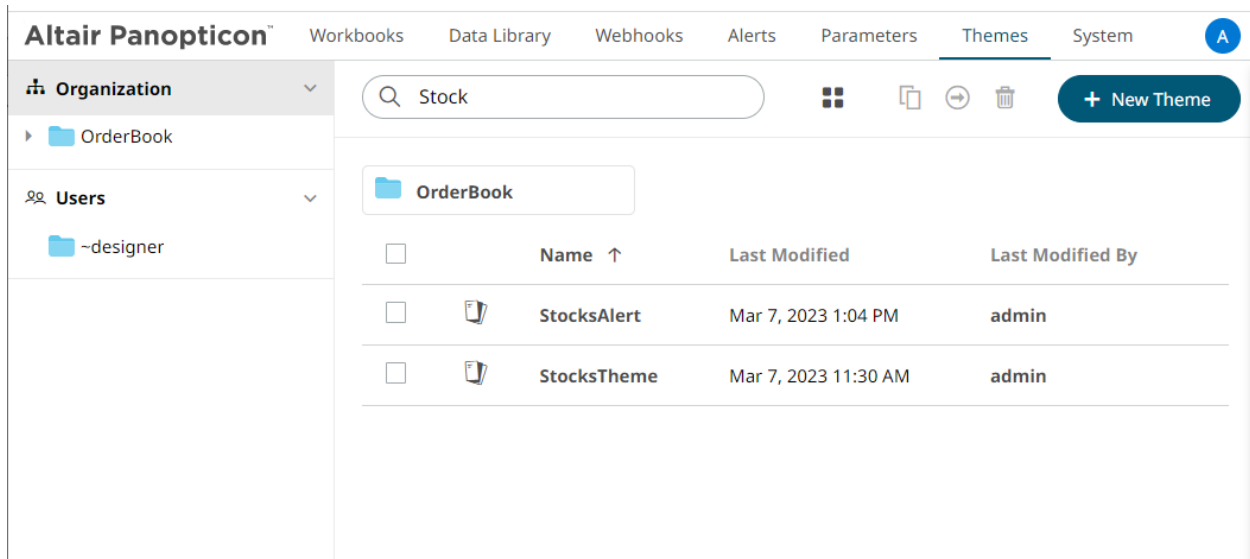 Altair Panopticon™ Workbooks Data Library Webhooks Alerts Parameters Themes System A
Organization
OrderBook
Users
~designer
Stock
+ New Theme
OrderBook
Name ↑ Last Modified Last Modified By
StocksAlert Mar 7, 2023 1:04 PM admin
StocksTheme Mar 7, 2023 11:30 AM admin